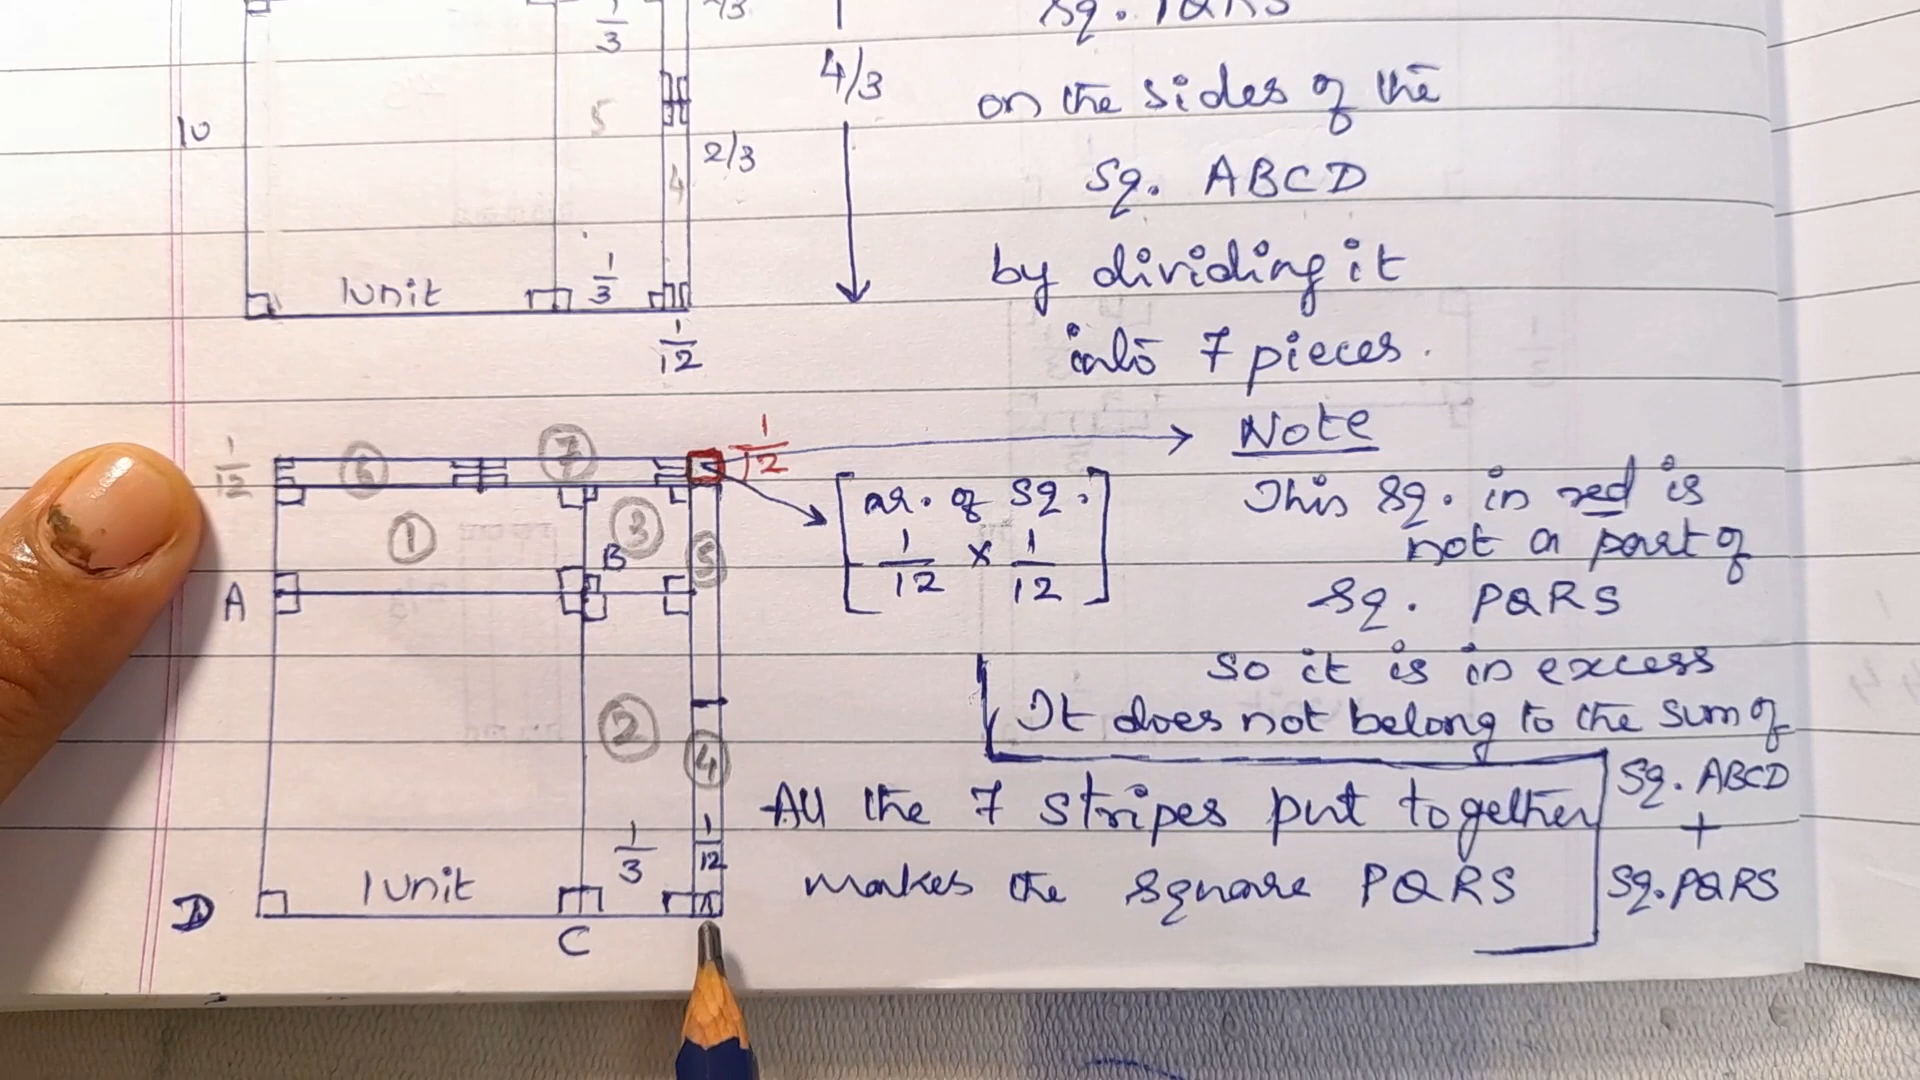 1/3
2/3
Sq. PQRS
4/3
on the sides of the
10
5
2/3
4
Sq. ABCD
1 unit
1/3
by dividing it
1/12
into 7 pieces.
1/12
6
7
1/12
Note
1
3
5
ar. of Sq.
1/12 × 1/12
This Sq. in red is
not a part of
A
B
Sq. PQRS
so it is in excess
2
4
It does not belong to the sum of
Sq. ABCD
+
Sq. PQRS
All the 7 stripes put together
makes the square PQRS
1/3
1/12
1 unit
D
C